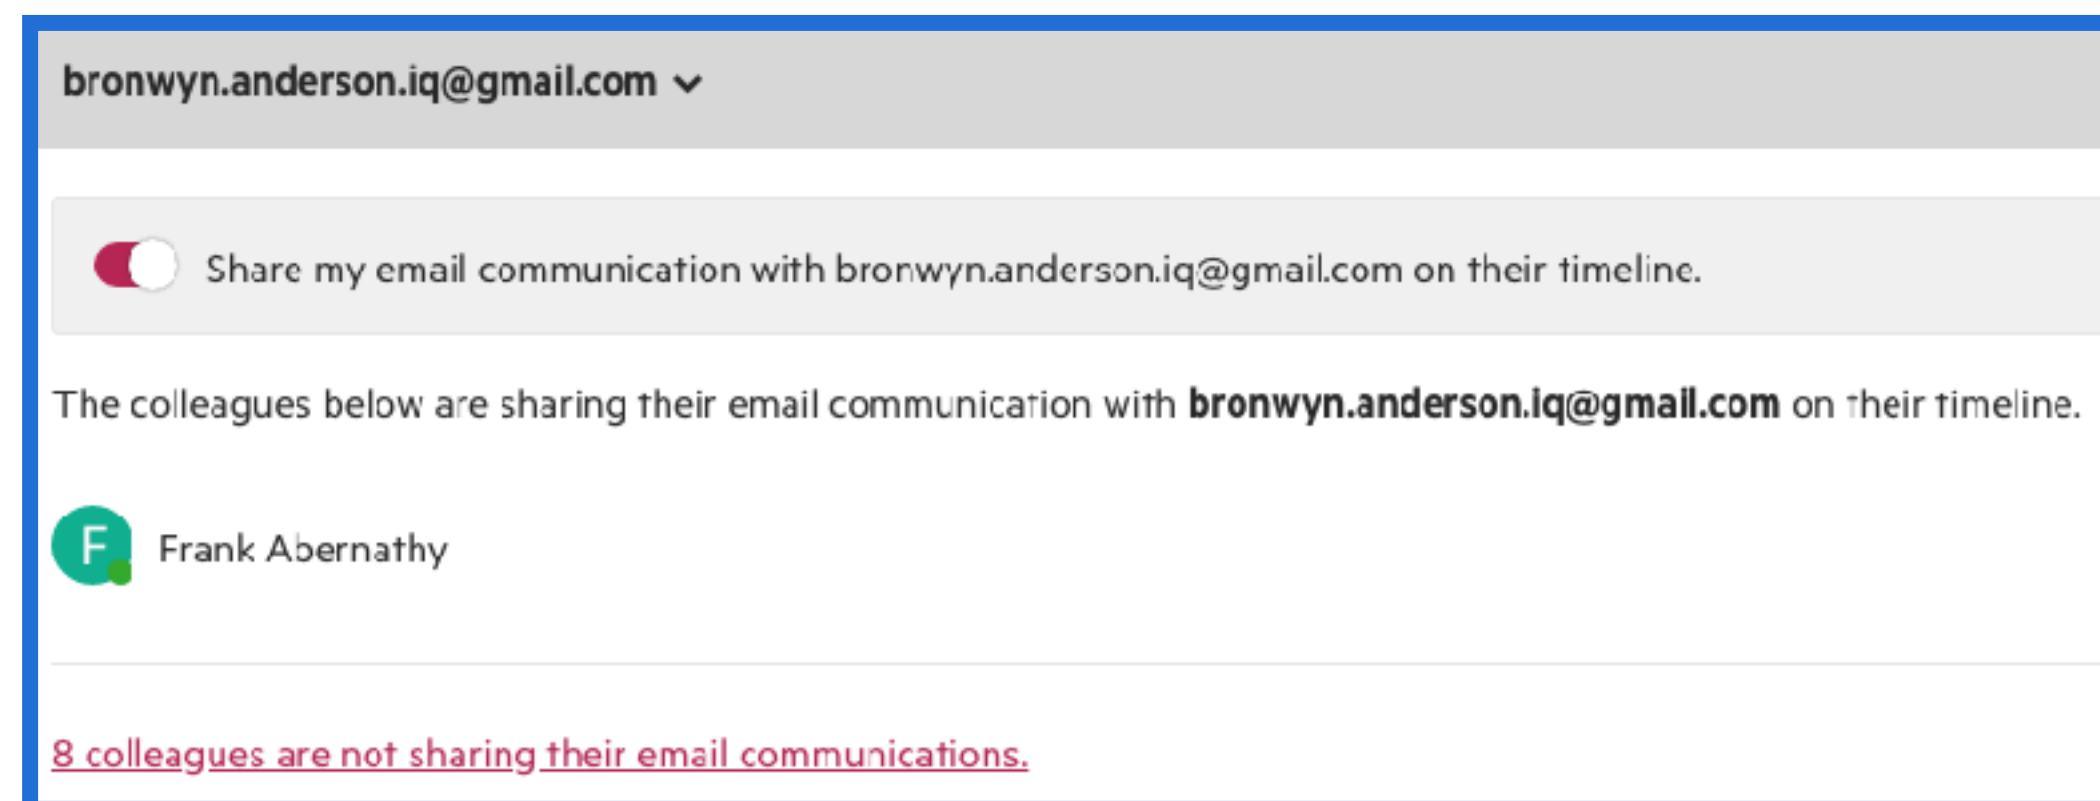 bronwyn.anderson.iq@gmail.com
Share my email communication with bronwyn.anderson.iq@gmail.com on their timeline.
The colleagues below are sharing their email communication with bronwyn.anderson.iq@gmail.com on their timeline.
F
Frank Abernathy
8 colleagues are not sharing their email communications.